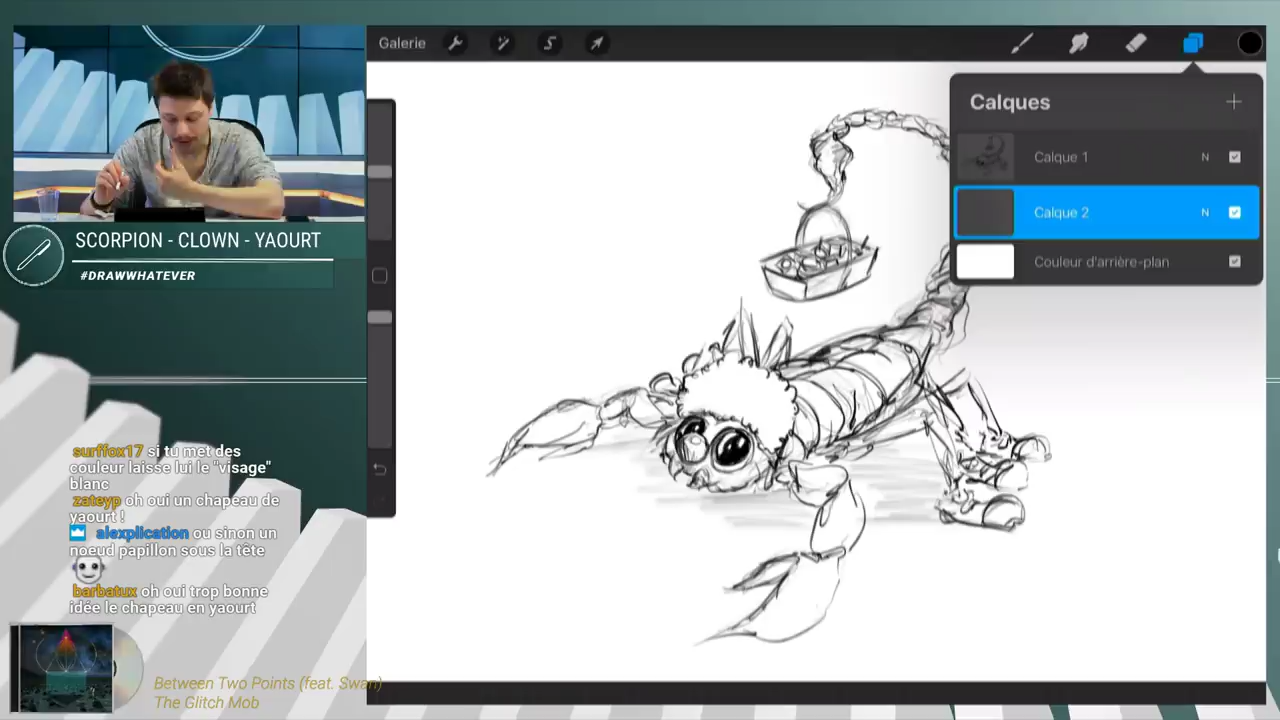 Galerie
Calques
Calque 1 N
Calque 2 N
Couleur d'arrière-plan
SCORPION - CLOWN - YAOURT
#DRAWWHATEVER
surffox17 si tu met des
couleur laisse lui le "visage"
blanc
zateyp oh oui un chapeau de
yaourt !
alexplication ou sinon un
noeud papillon sous la tête
barbatux oh oui trop bonne
idée le chapeau en yaourt
Between Two Points (feat. Swan)
The Glitch Mob